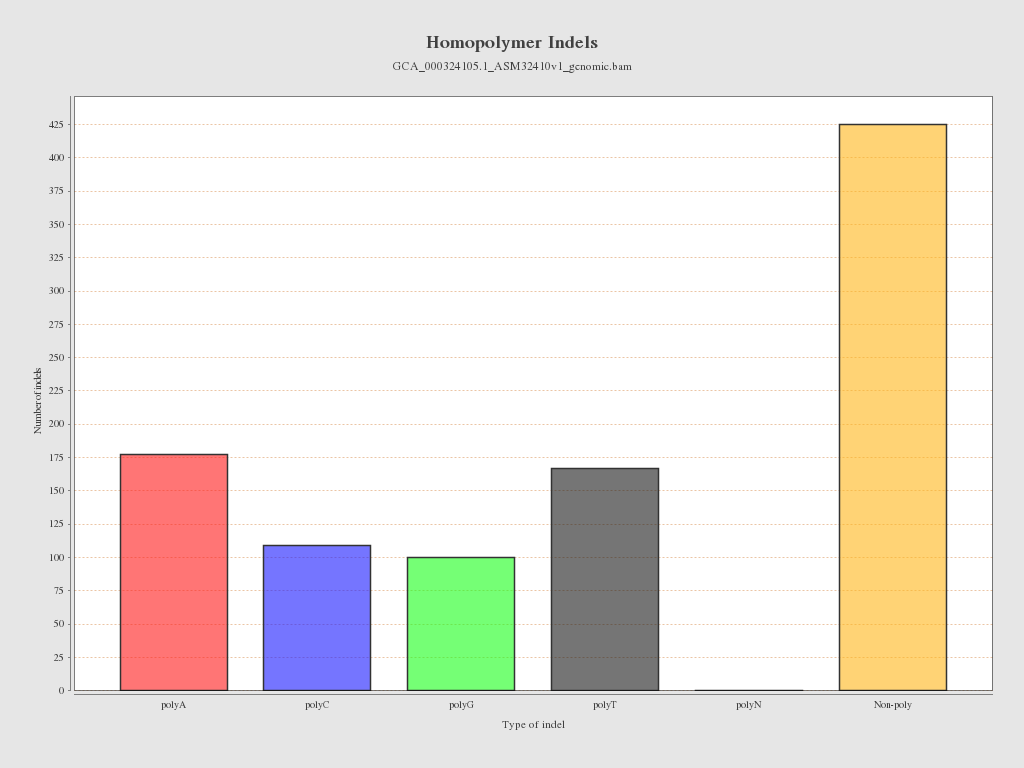 Homopolymer Indels
GCA_000324105.1_ASM32410v1_genomic.bam
425
400
375
350
325
300
275
250
225
200
175
150
125
100
75
50
25
0
Number of indels
polyA
polyC
polyG
polyT
polyN
Non-poly
Type of indel